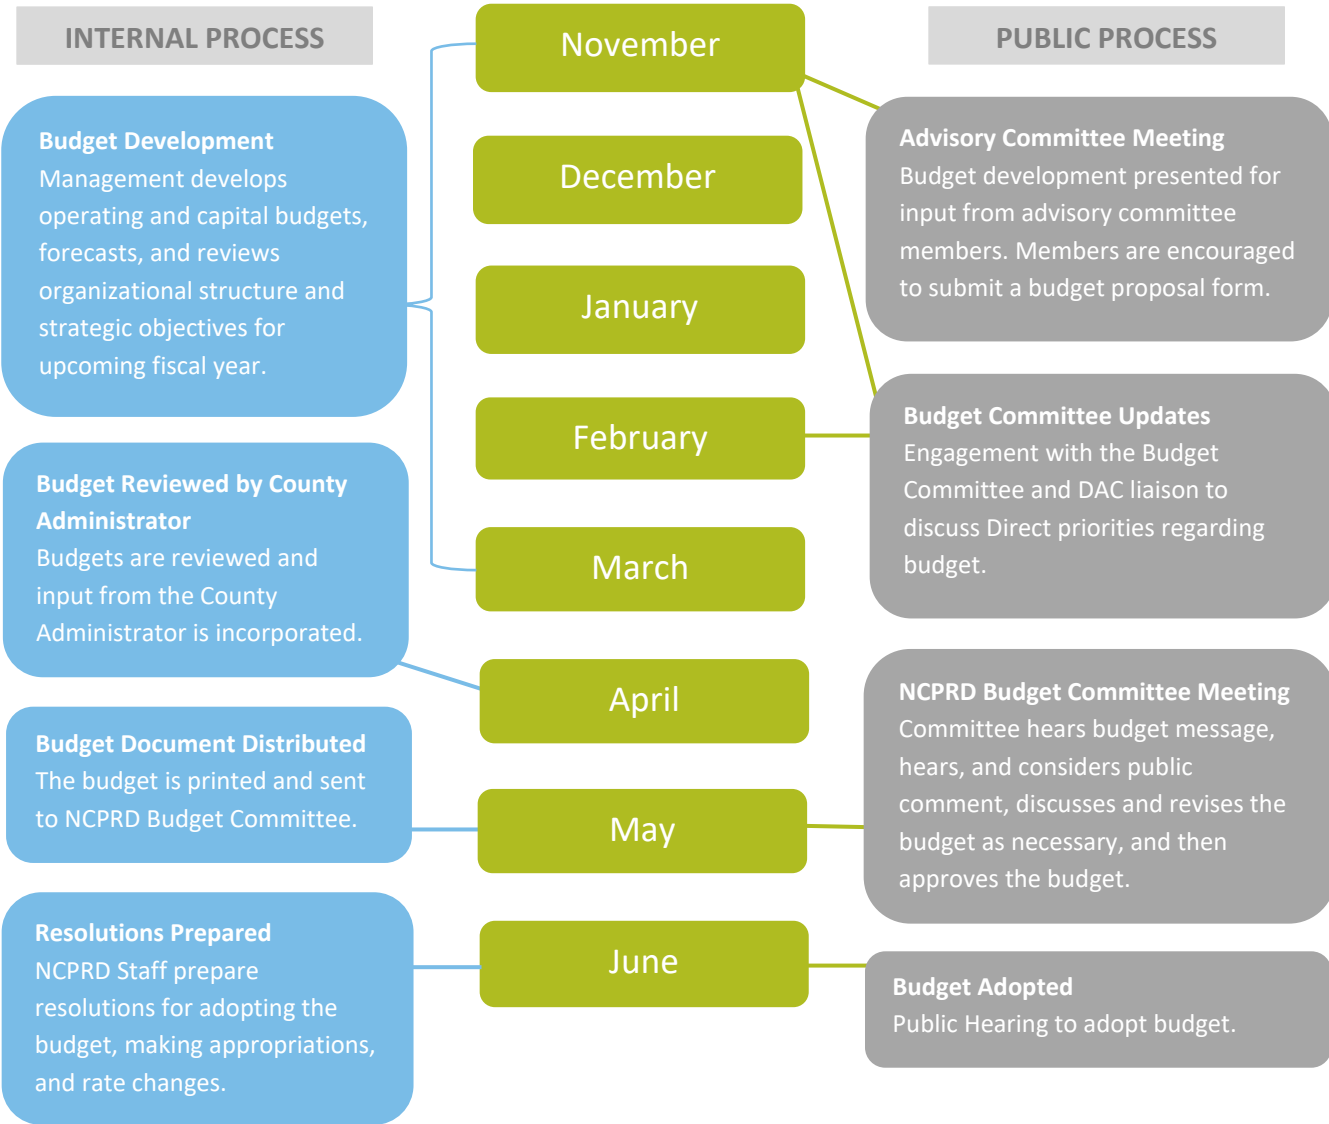 INTERNAL PROCESS
Budget Development
Management develops
operating and capital budgets,
forecasts, and reviews
organizational structure and
strategic objectives for
upcoming fiscal year.
Budget Reviewed by County
Administrator
Budgets are reviewed and
input from the County
Administrator is incorporated.
Budget Document Distributed
The budget is printed and sent
to NCPRD Budget Committee.
Resolutions Prepared
NCPRD Staff prepare
resolutions for adopting the
budget, making appropriations,
and rate changes.
November
December
January
February
March
April
May
June
PUBLIC PROCESS
Advisory Committee Meeting
Budget development presented for
input from advisory committee
members. Members are encouraged
to submit a budget proposal form.
Budget Committee Updates
Engagement with the Budget
Committee and DAC liaison to
discuss Direct priorities regarding
budget.
NCPRD Budget Committee Meeting
Committee hears budget message,
hears, and considers public
comment, discusses and revises the
budget as necessary, and then
approves the budget.
Budget Adopted
Public Hearing to adopt budget.